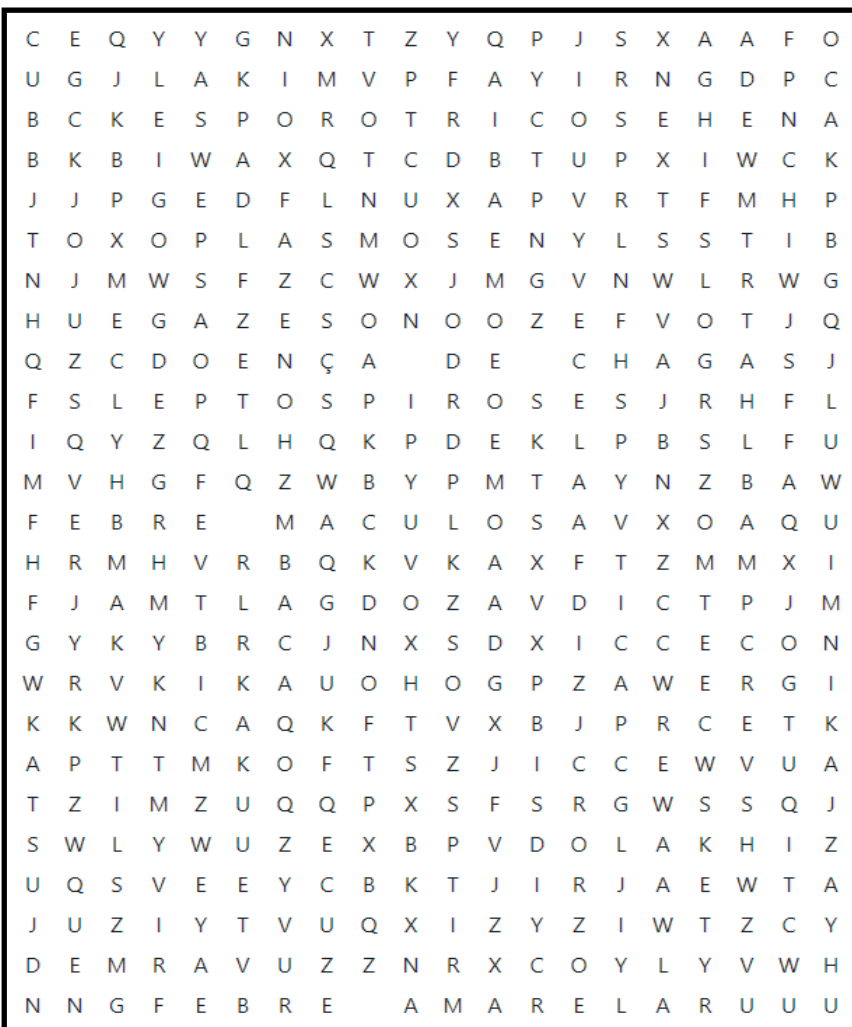 C E Q Y Y G N X T Z Y Q P J S X A A F O
U G J L A K I M V P F A Y I R N G D P C
B C K E S P O R O T R I C O S E H E N A
B K B I W A X Q T C D B T U P X I W C K
J J P G E D F L N U X A P V R T F M H P
T O X O P L A S M O S E N Y L S S T I B
N J M W S F Z C W X J M G V N W L R W G
H U E G A Z E S O N O O Z E F V O T J Q
Q Z C D O E N Ç A   D E   C H A G A S J
F S L E P T O S P I R O S E S J R H F L
I Q Y Z Q L H Q K P D E K L P B S L F U
M V H G F Q Z W B Y P M T A Y N Z B A W
F E B R E   M A C U L O S A V X O A Q U
H R M H V R B Q K V K A X F T Z M M X I
F J A M T L A G D O Z A V D I C T P J M
G Y K Y B R C J N X S D X I C C E C O N
W R V K I K A U O H O G P Z A W E R G I
K K W N C A Q K F T V X B J P R C E T K
A P T T M K O F T S Z J I C C E W V U A
T Z I M Z U Q Q P X S F S R G W S S Q J
S W L Y W U Z E X B P V D O L A K H I Z
U Q S V E E Y C B K T J I R J A E W T A
J U Z I Y T V U Q X I Z Y Z I W T Z C Y
D E M R A V U Z Z N R X C O Y L Y V W H
N N G F E B R E   A M A R E L A R U U U